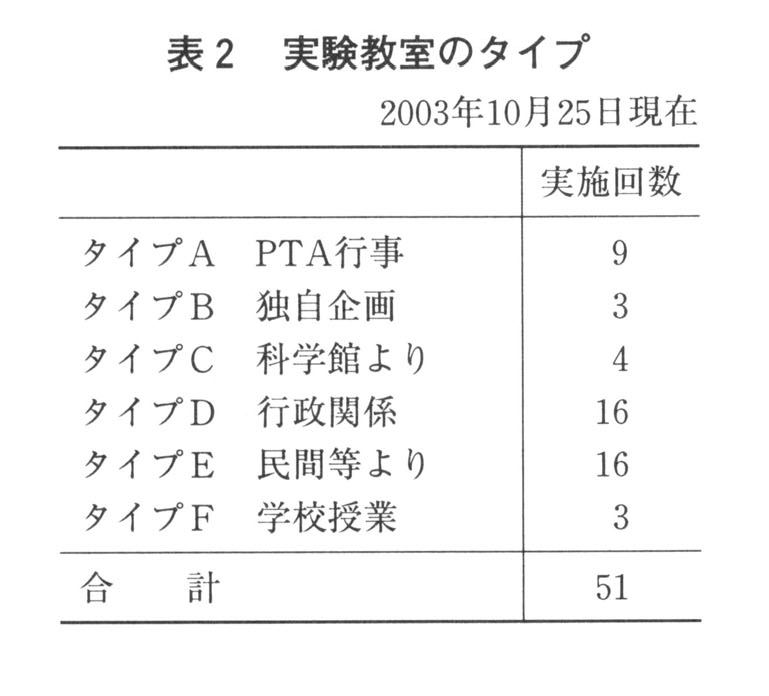 表2 実験教室のタイプ
2003年10月25日現在
実施回数
タイプA PTA行事 9
タイプB 独自企画 3
タイプC 科学館より 4
タイプD 行政関係 16
タイプE 民間等より 16
タイプF 学校授業 3
合計 51